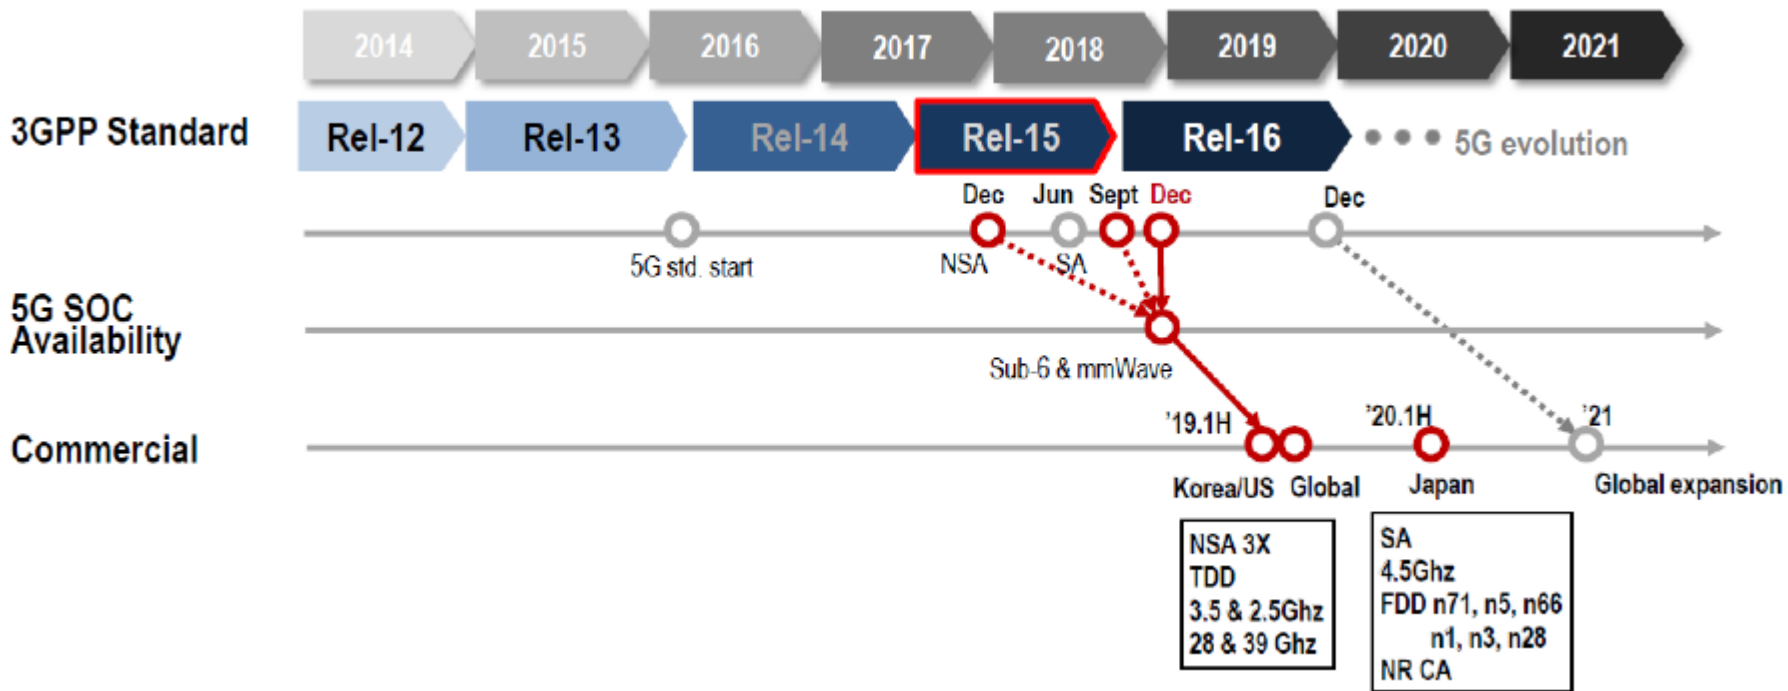 2014 2015 2016 2017 2018 2019 2020 2021
3GPP Standard Rel-12 Rel-13 Rel-14 Rel-15 Rel-16 5G evolution
Dec Jun Sept Dec Dec
5G std. start NSA SA
5G SOC
Availability
Sub-6 & mmWave
Commercial '19.1H '20.1H '21
Korea/US Global Japan Global expansion
NSA 3X
TDD
3.5 & 2.5Ghz
28 & 39 Ghz
SA
4.5Ghz
FDD n71, n5, n66
n1, n3, n28
NR CA